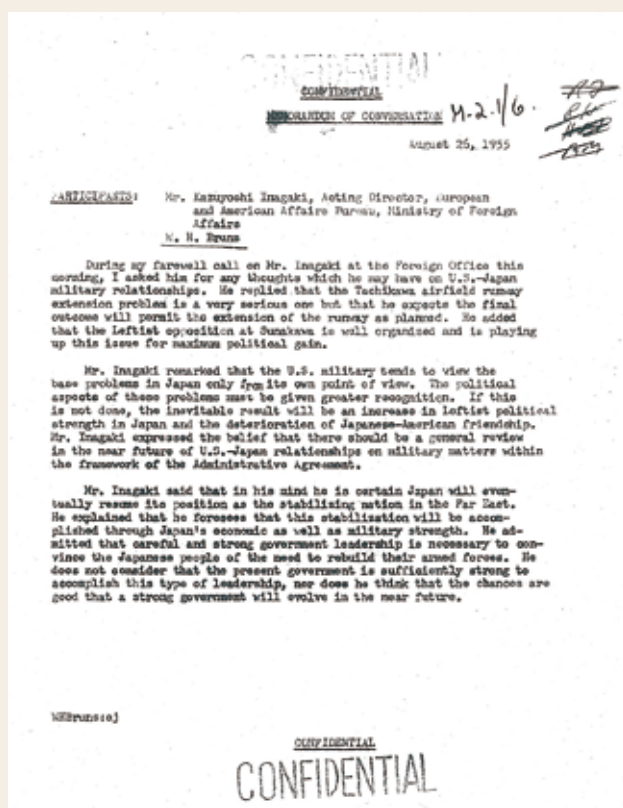 CONFIDENTIAL
CONFIDENTIAL
MEMORANDUM OF CONVERSATION M-2.1/6.
August 26, 1955
PARTICIPANTS: Mr. Kazuyoshi Inagaki, Acting Director, European
and American Affairs Bureau, Ministry of Foreign
Affairs
W. H. Bruns
During my farewell call on Mr. Inagaki at the Foreign Office this
morning, I asked him for any thoughts which he may have on U.S.-Japan
military relationships. He replied that the Tachikawa airfield runway
extension problem is a very serious one but that he expects the final
outcome will permit the extension of the runway as planned. He added
that the Leftist opposition at Sunakawa is well organized and is playing
up this issue for maximum political gain.
Mr. Inagaki remarked that the U.S. military tends to view the
base problems in Japan only from its own point of view. The political
aspects of these problems must be given greater recognition. If this
is not done, the inevitable result will be an increase in leftist political
strength in Japan and the deterioration of Japanese-American friendship.
Mr. Inagaki expressed the belief that there should be a general review
in the near future of U.S.-Japan relationships on military matters within
the framework of the Administrative Agreement.
Mr. Inagaki said that in his mind he is certain Japan will even-
tually resume its position as the stabilizing nation in the Far East.
He explained that he foresees that this stabilization will be accom-
plished through Japan's economic as well as military strength. He ad-
mitted that careful and strong government leadership is necessary to con-
vince the Japanese people of the need to rebuild their armed forces. He
does not consider that the present government is sufficiently strong to
accomplish this type of leadership, nor does he think that the chances are
good that a strong government will evolve in the near future.
WHBruns:ej
CONFIDENTIAL
CONFIDENTIAL